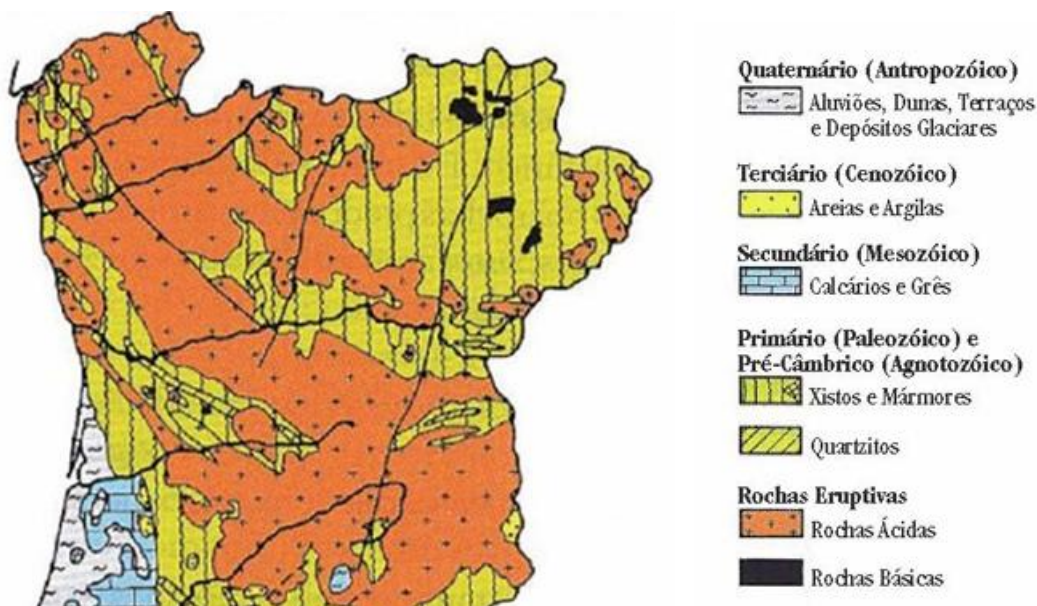 Quaternário (Antropozóico)
Aluviões, Dunas, Terraços
e Depósitos Glaciares
Terciário (Cenozóico)
Areias e Argilas
Secundário (Mesozóico)
Calcários e Grês
Primário (Paleozóico) e
Pré-Câmbrico (Agnotozóico)
Xistos e Mármores
Quartzitos
Rochas Eruptivas
Rochas Ácidas
Rochas Básicas